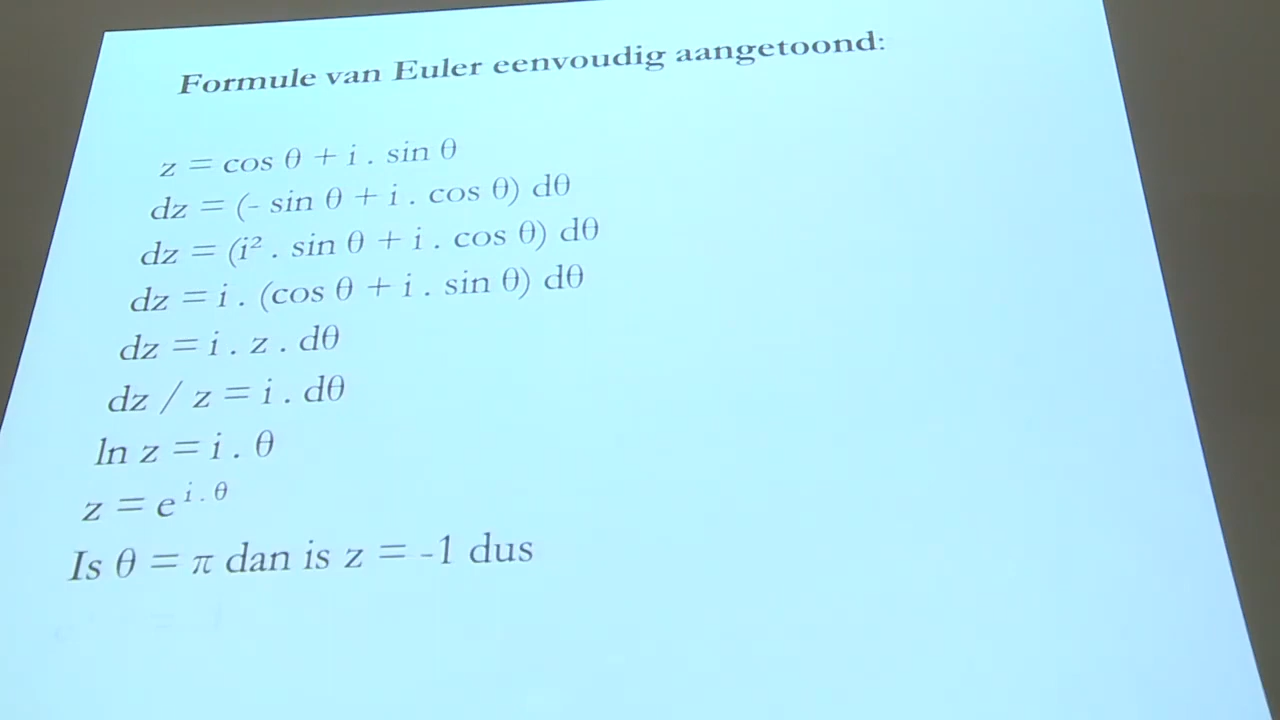 Formule van Euler eenvoudig aangetoond:
z = cos θ + i . sin θ
dz = (- sin θ + i . cos θ) dθ
dz = (i² . sin θ + i . cos θ) dθ
dz = i . (cos θ + i . sin θ) dθ
dz = i . z . dθ
dz / z = i . dθ
ln z = i . θ
z = e^{i . θ}
Is θ = π dan is z = -1 dus